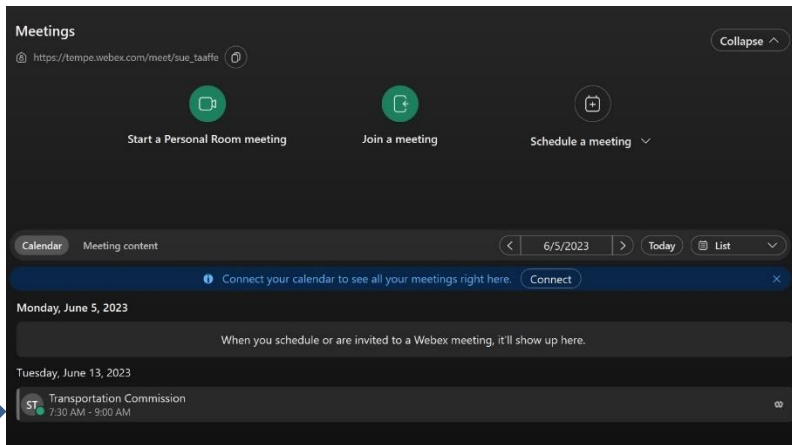 Meetings
Collapse
https://tempe.webex.com/meet/sue_taaffe
Start a Personal Room meeting
Join a meeting
Schedule a meeting
Calendar Meeting content 6/5/2023 Today List
Connect your calendar to see all your meetings right here. Connect
Monday, June 5, 2023
When you schedule or are invited to a Webex meeting, it'll show up here.
Tuesday, June 13, 2023
ST
Transportation Commission
7:30 AM - 9:00 AM